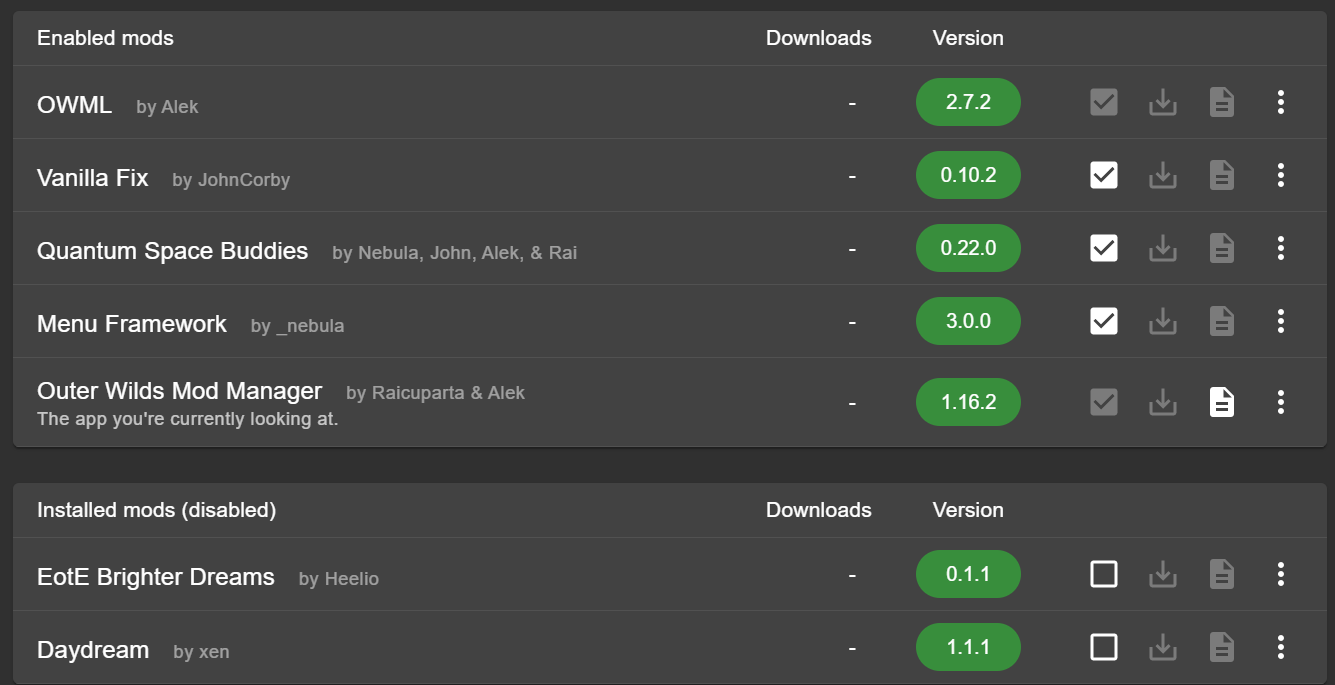 Enabled mods Downloads Version
OWML by Alek - 2.7.2
Vanilla Fix by JohnCorby - 0.10.2
Quantum Space Buddies by Nebula, John, Alek, & Rai - 0.22.0
Menu Framework by _nebula - 3.0.0
Outer Wilds Mod Manager by Raicuparta & Alek - 1.16.2
The app you're currently looking at.
Installed mods (disabled) Downloads Version
EotE Brighter Dreams by Heelio - 0.1.1
Daydream by xen - 1.1.1